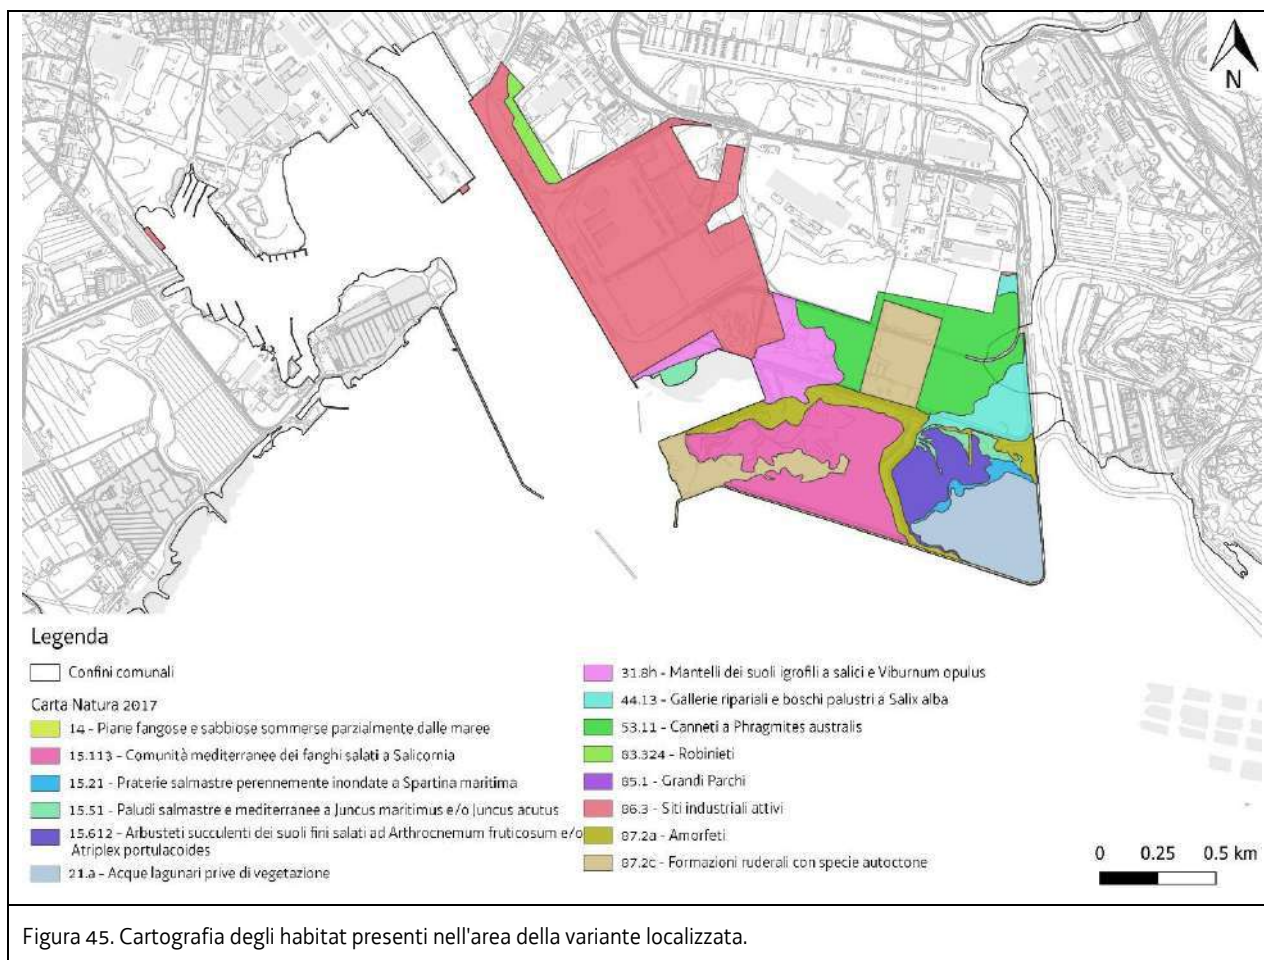 N
Legenda
Confini comunali
Carta Natura 2017
14 - Piane fangose e sabbiose sommerse parzialmente dalle maree
15.113 - Comunità mediterranee dei fanghi salati a Salicornia
15.21 - Praterie salmastre perennemente inondate a Spartina maritima
15.51 - Paludi salmastre e mediterranee a Juncus maritimus e/o Juncus acutus
15.612 - Arbusteti succulenti dei suoli fini salati ad Arthrocnemum fruticosum e/o
Atriplex portulacoides
21.a - Acque lagunari prive di vegetazione
31.8h - Mantelli dei suoli igrofili a salici e Viburnum opulus
44.13 - Gallerie ripariali e boschi palustri a Salix alba
53.11 - Canneti a Phragmites australis
83.324 - Robinieti
85.1 - Grandi Parchi
86.3 - Siti industriali attivi
87.2a - Amorfeti
87.2c - Formazioni ruderali con specie autoctone
0 0.25 0.5 km
Figura 45. Cartografia degli habitat presenti nell'area della variante localizzata.